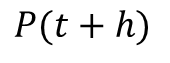 P(t + h)